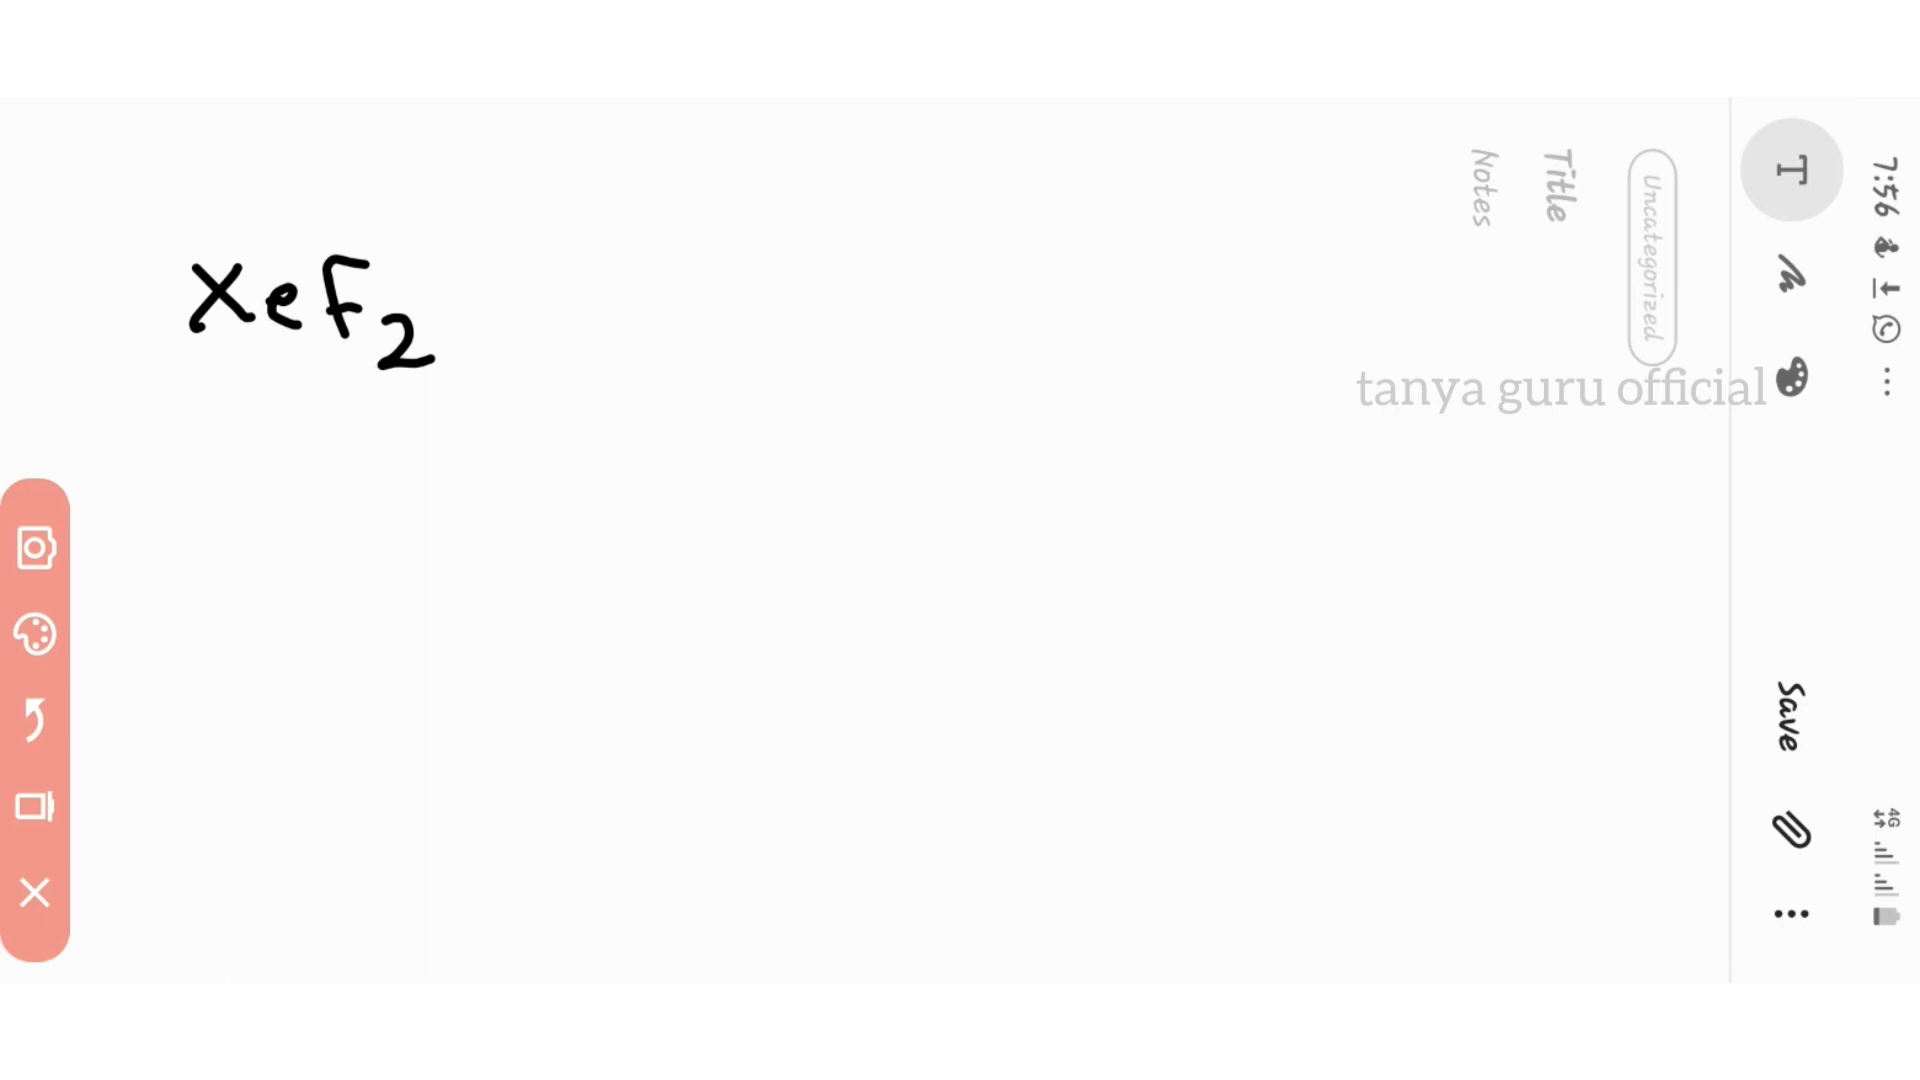 XeF2
tanya guru official
7:56
Uncategorized
Title
Notes
Save
4G
T